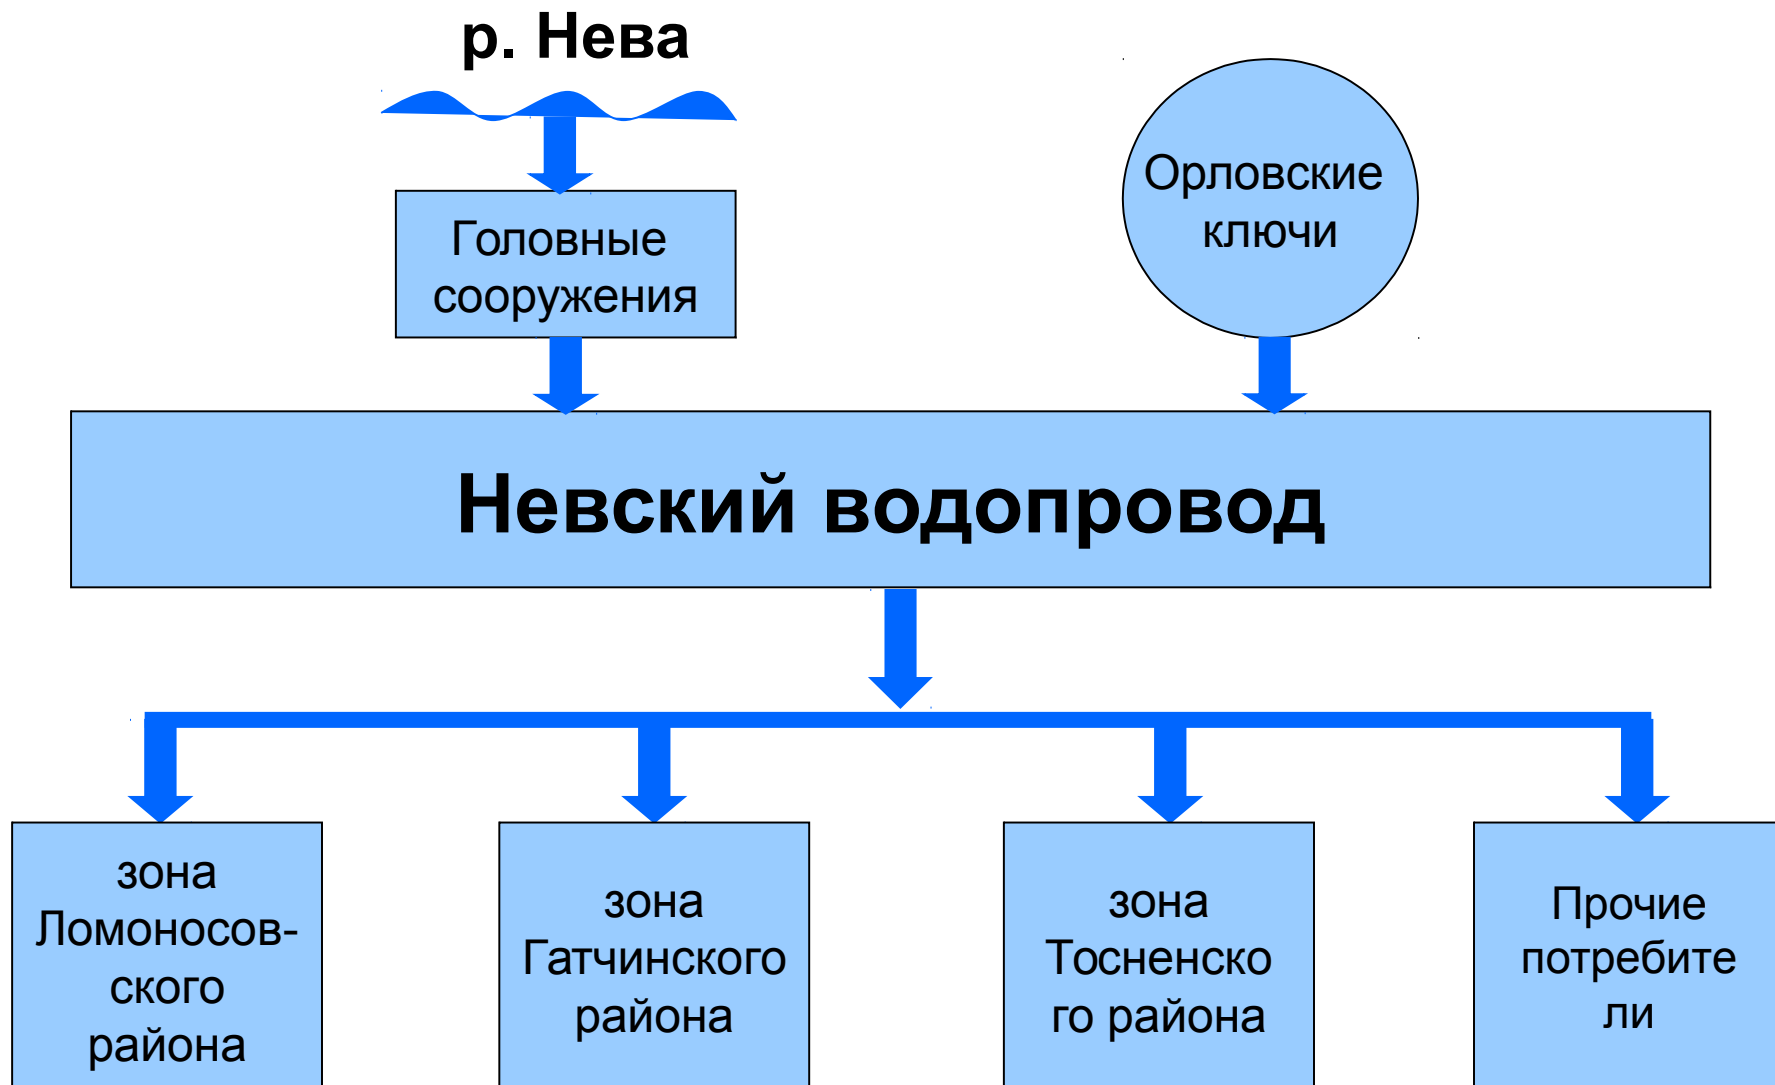 р. Нева
Орловские
ключи
Головные
сооружения
Невский водопровод
зона
Ломоносов-
ского
района
зона
Гатчинского
района
зона
Тосненско
го района
Прочие
потребите
ли